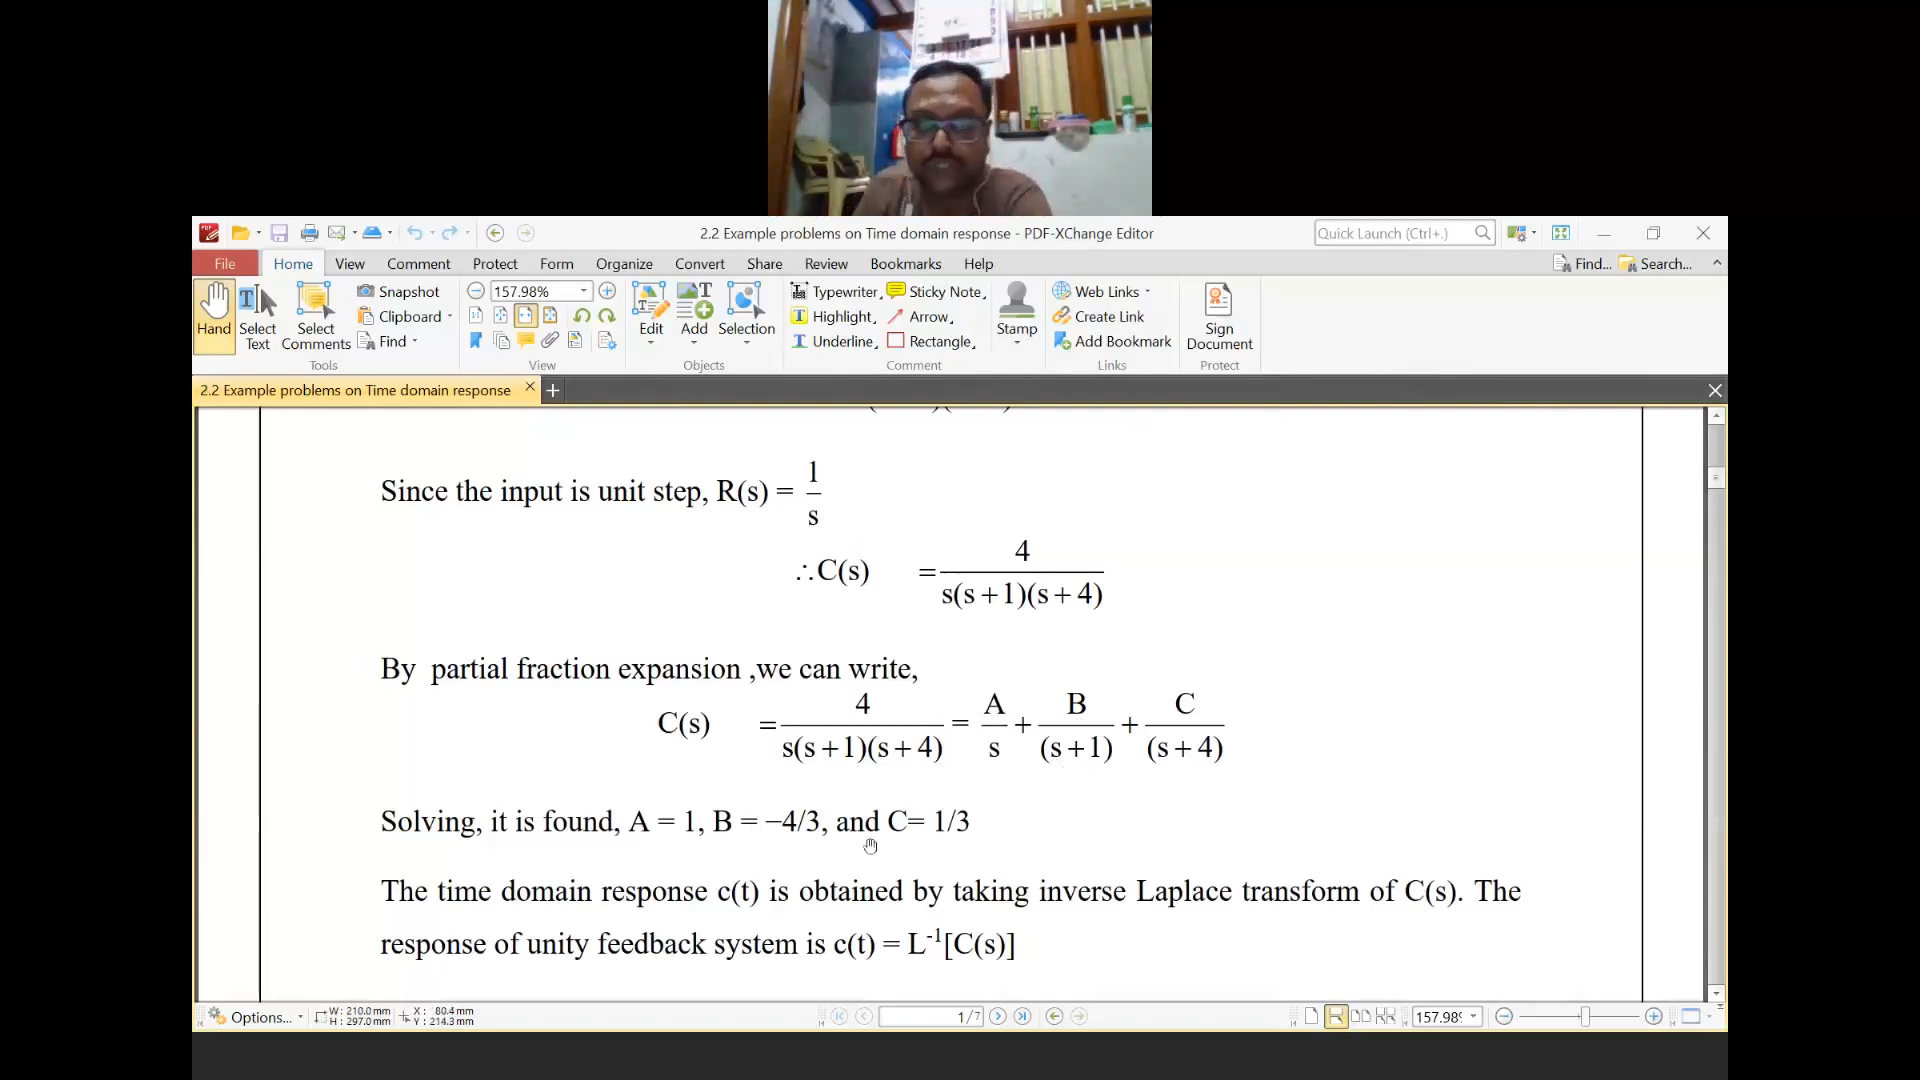 2.2 Example problems on Time domain response - PDF-XChange Editor
Quick Launch (Ctrl+.)
File Home View Comment Protect Form Organize Convert Share Review Bookmarks Help Find... Search...
Hand
Select Text
Select Comments
Snapshot
Clipboard
Find
Tools
157.98%
View
Edit
Add
Selection
Objects
Typewriter
Highlight
Underline
Sticky Note
Arrow
Rectangle
Stamp
Comment
Web Links
Create Link
Add Bookmark
Links
Sign Document
Protect
2.2 Example problems on Time domain response
Since the input is unit step, R(s) = 1/s
∴C(s) = 4/s(s+1)(s+4)
By partial fraction expansion ,we can write,
C(s) = 4/s(s+1)(s+4) = A/s + B/(s+1) + C/(s+4)
Solving, it is found, A = 1, B = −4/3, and C= 1/3
The time domain response c(t) is obtained by taking inverse Laplace transform of C(s). The
response of unity feedback system is c(t) = L⁻¹[C(s)]
Options...
W: 210.0 mm
H: 297.0 mm
X: 80.4 mm
Y: 214.3 mm
1/7
157.98%